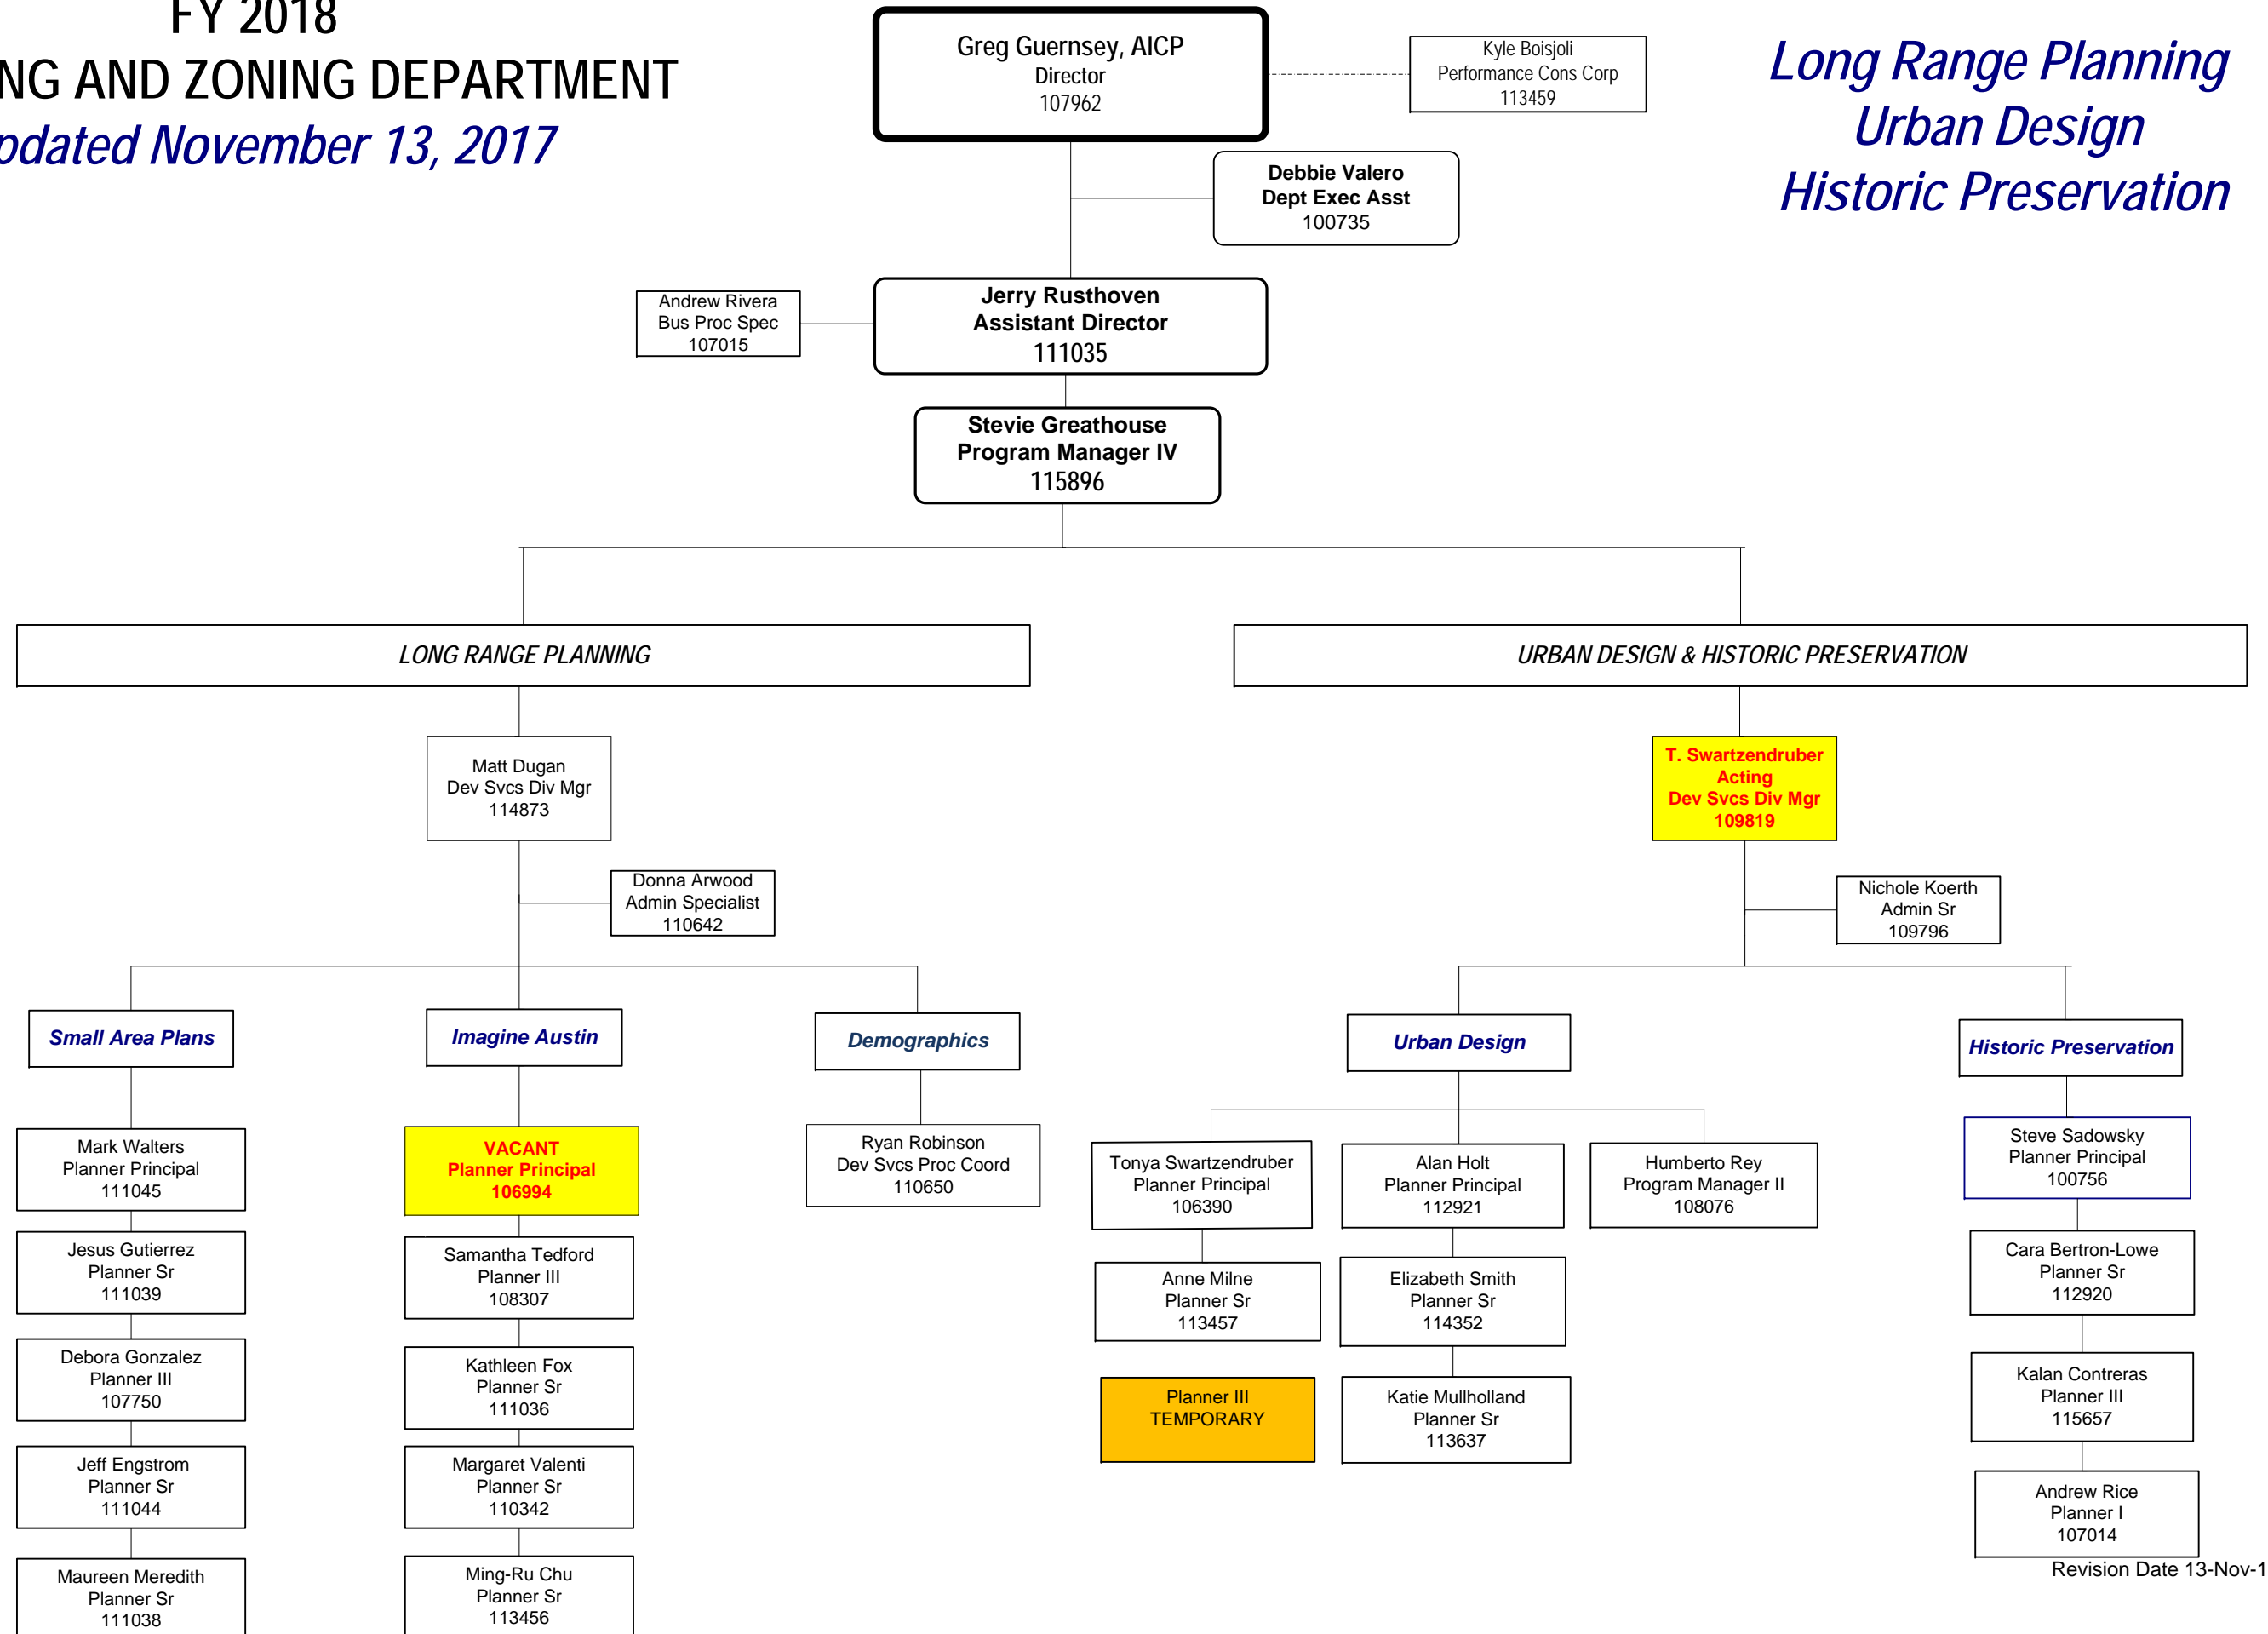 FY 2018
NG AND ZONING DEPARTMENT
pdated November 13, 2017
Greg Guernsey, AICP
Director
107962
Kyle Boisjoli
Performance Cons Corp
113459
Long Range Planning
Urban Design
Historic Preservation
Debbie Valero
Dept Exec Asst
100735
Andrew Rivera
Bus Proc Spec
107015
Jerry Rusthoven
Assistant Director
111035
Stevie Greathouse
Program Manager IV
115896
LONG RANGE PLANNING
URBAN DESIGN & HISTORIC PRESERVATION
Matt Dugan
Dev Svcs Div Mgr
114873
T. Swartzendruber
Acting
Dev Svcs Div Mgr
109819
Donna Arwood
Admin Specialist
110642
Nichole Koerth
Admin Sr
109796
Small Area Plans
Imagine Austin
Demographics
Urban Design
Historic Preservation
Mark Walters
Planner Principal
111045
Jesus Gutierrez
Planner Sr
111039
Debora Gonzalez
Planner III
107750
Jeff Engstrom
Planner Sr
111044
Maureen Meredith
Planner Sr
111038
VACANT
Planner Principal
106994
Samantha Tedford
Planner III
108307
Kathleen Fox
Planner Sr
111036
Margaret Valenti
Planner Sr
110342
Ming-Ru Chu
Planner Sr
113456
Ryan Robinson
Dev Svcs Proc Coord
110650
Tonya Swartzendruber
Planner Principal
106390
Anne Milne
Planner Sr
113457
Planner III
TEMPORARY
Alan Holt
Planner Principal
112921
Elizabeth Smith
Planner Sr
114352
Katie Mullholland
Planner Sr
113637
Humberto Rey
Program Manager II
108076
Steve Sadowsky
Planner Principal
100756
Cara Bertron-Lowe
Planner Sr
112920
Kalan Contreras
Planner III
115657
Andrew Rice
Planner I
107014
Revision Date 13-Nov-1